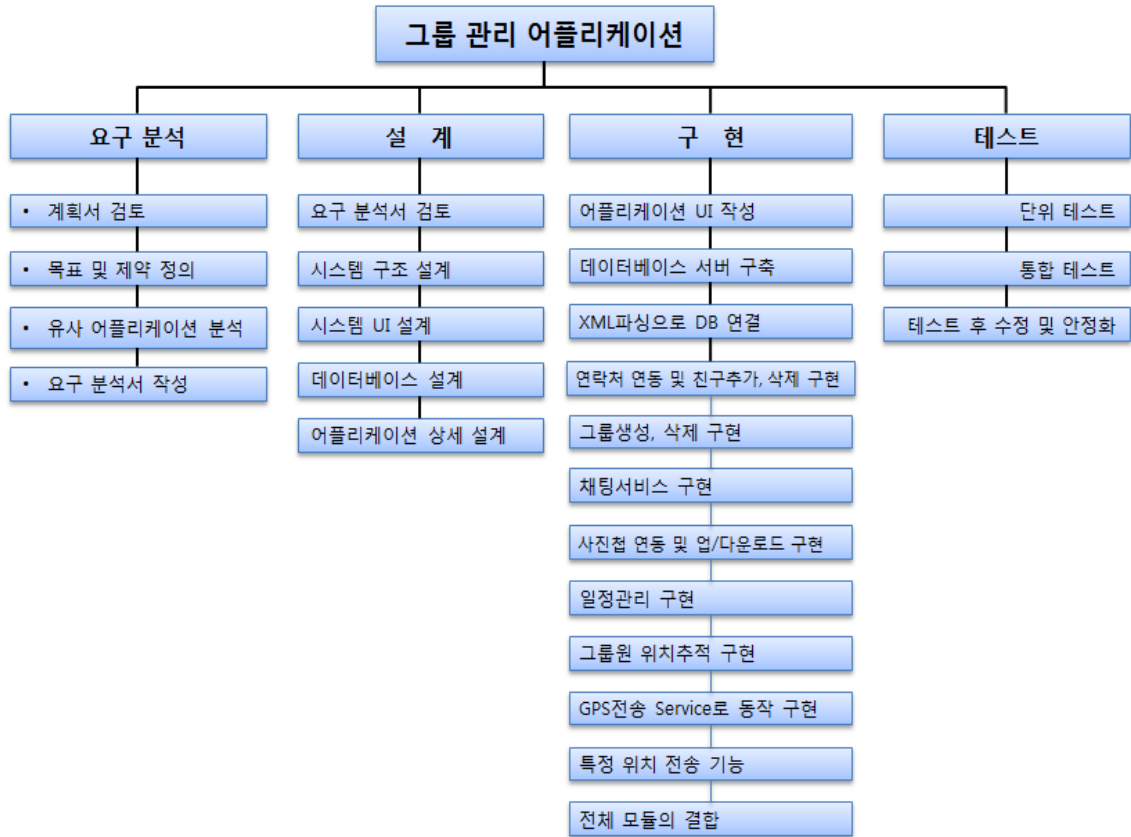 그룹 관리 어플리케이션
요구 분석
• 계획서 검토
• 목표 및 제약 정의
• 유사 어플리케이션 분석
• 요구 분석서 작성
설 계
요구 분석서 검토
시스템 구조 설계
시스템 UI 설계
데이터베이스 설계
어플리케이션 상세 설계
구 현
어플리케이션 UI 작성
데이터베이스 서버 구축
XML파싱으로 DB 연결
연락처 연동 및 친구추가, 삭제 구현
그룹생성, 삭제 구현
채팅서비스 구현
사진첩 연동 및 업/다운로드 구현
일정관리 구현
그룹원 위치추적 구현
GPS전송 Service로 동작 구현
특정 위치 전송 기능
전체 모듈의 결합
테스트
단위 테스트
통합 테스트
테스트 후 수정 및 안정화